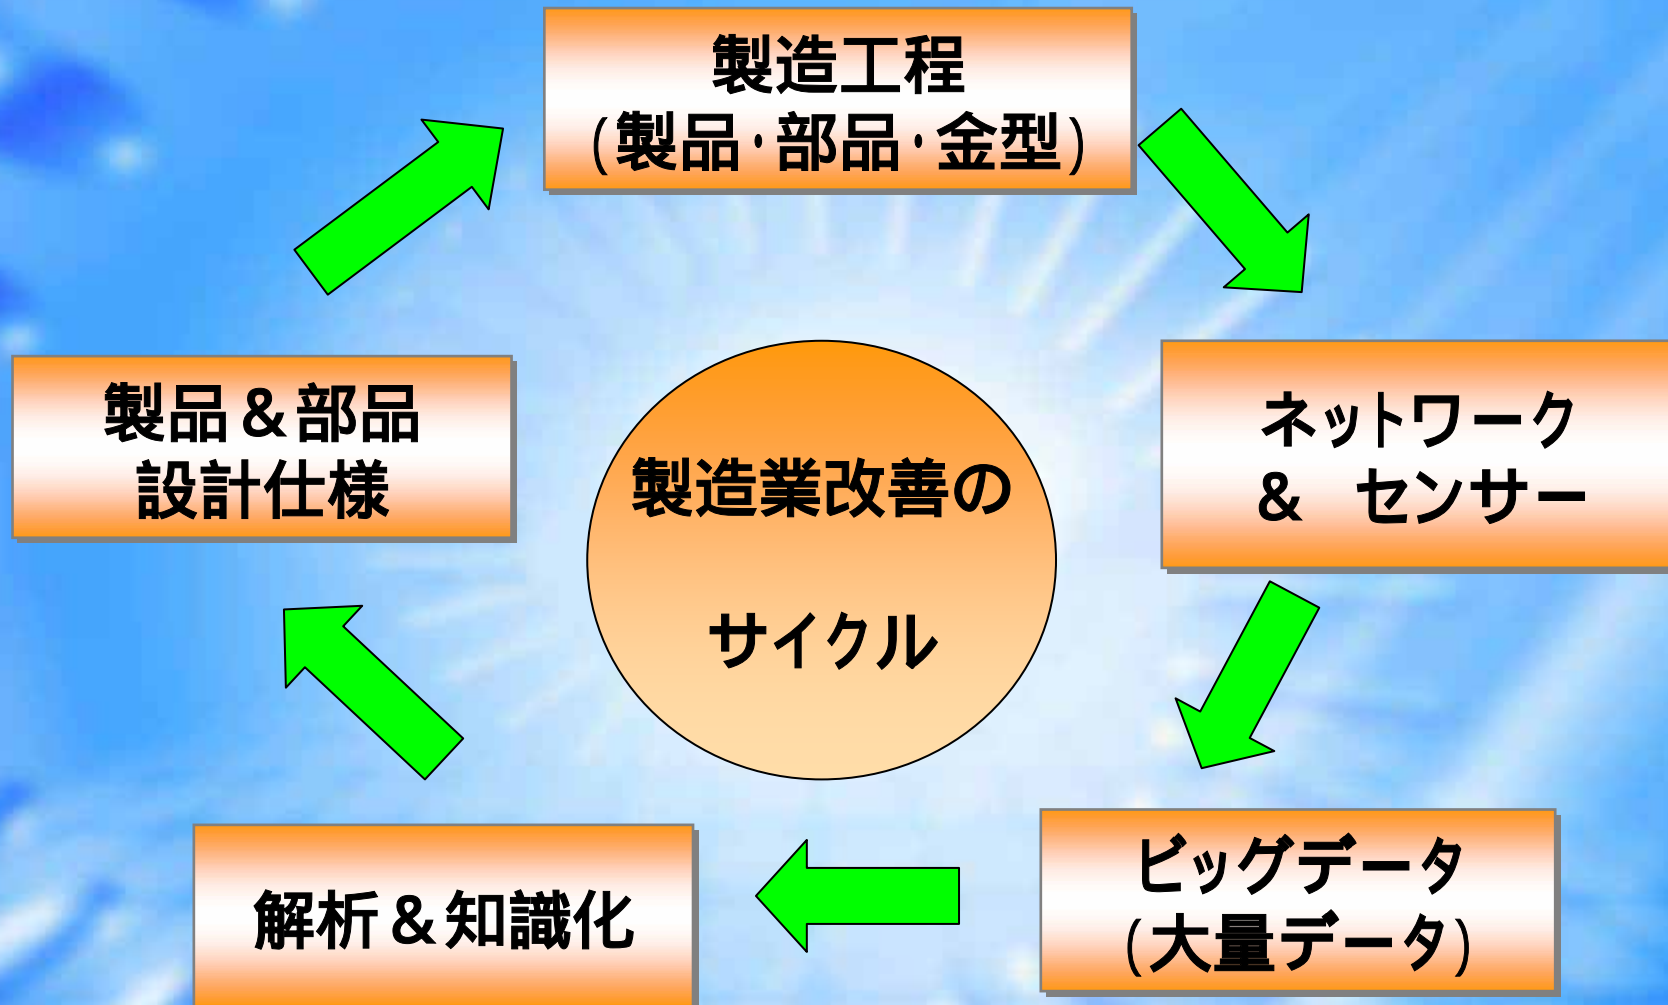 製造工程
(製品･部品･金型)
ネットワーク
＆　センサー
ビッグデータ
(大量データ)
解析＆知識化
製品＆部品
設計仕様
製造業改善の
サイクル